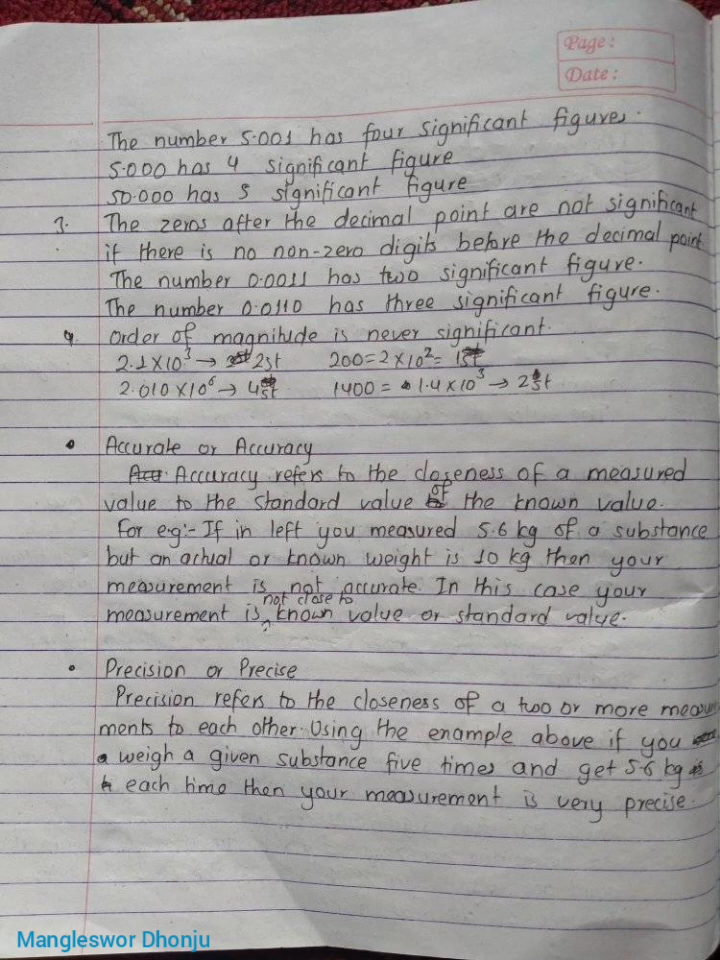 Page:
Date:
The number 5.001 has four significant figures.
5.000 has 4 significant figure
50.000 has 5 significant figure
3. The zeros after the decimal point are not significant
if there is no non-zero digits before the decimal point.
The number 0.0011 has two significant figure.
The number 0.0110 has three significant figure.
4. Order of magnitude is never significant.
2.1×10³ → 2sf 200=2×10²= 1sf
2.010×10⁶ → 4sf 1400 = 1.4×10³ → 2sf
• Accurate or Accuracy
Accuracy refers to the closeness of a measured
value to the standard value of the known value.
For eg:- If in left you measured 5.6 kg of a substance
but an actual or known weight is 10 kg then your
measurement is not accurate. In this case your
measurement is not close to known value or standard value.
• Precision or Precise
Precision refers to the closeness of a two or more measure
ments to each other. Using the enample above if you
weigh a given substance five times and get 5.6 kg
each time then your measurement is very precise.
Mangleswor Dhonju